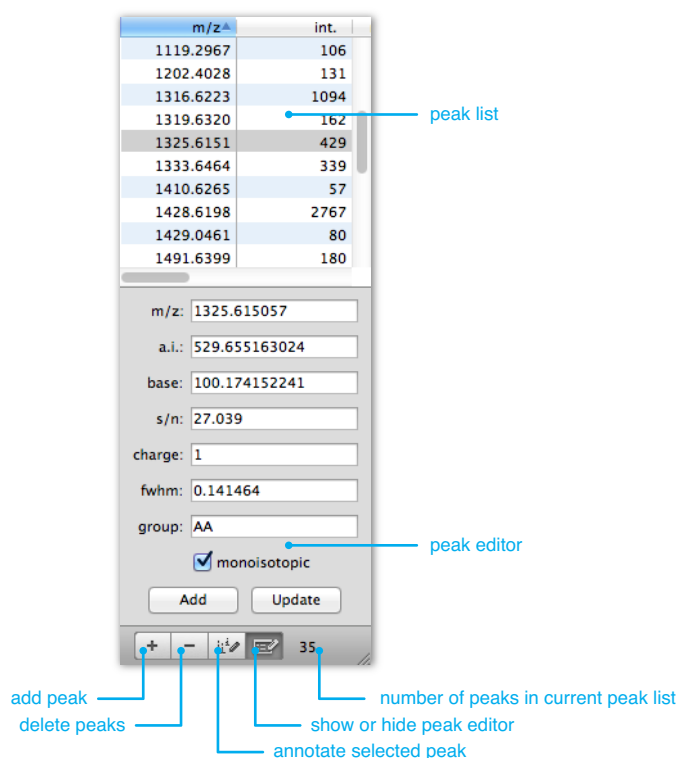 m/z int.
1119.2967 106
1202.4028 131
1316.6223 1094
1319.6320 162
peak list
1325.6151 429
1333.6464 339
1410.6265 57
1428.6198 2767
1429.0461 80
1491.6399 180
m/z: 1325.615057
a.i.: 529.655163024
base: 100.174152241
s/n: 27.039
charge: 1
fwhm: 0.141464
group: AA
peak editor
monoisotopic
Add Update
35
add peak
number of peaks in current peak list
delete peaks
show or hide peak editor
annotate selected peak